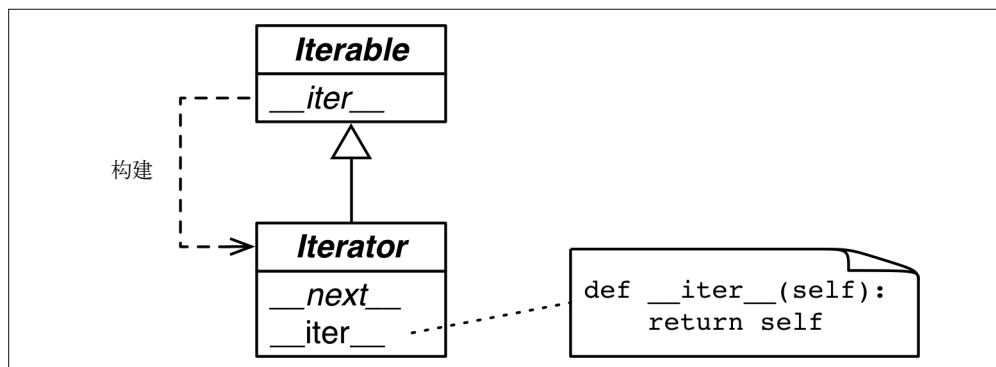 Iterable
__iter__
构建
Iterator
__next__
__iter__
def __iter__(self):
    return self